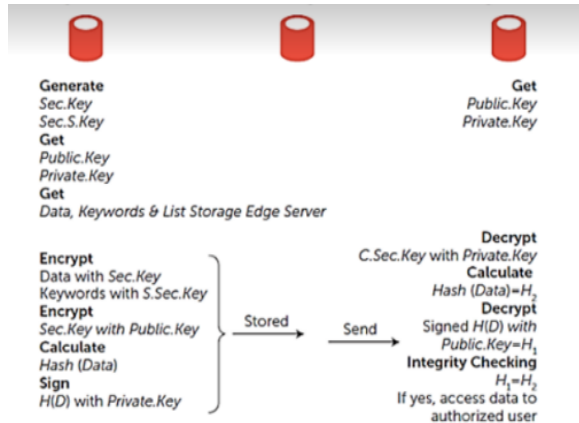 Generate
Sec.Key
Sec.S.Key
Get
Public.Key
Private.Key
Get
Data, Keywords & List Storage Edge Server
Get
Public.Key
Private.Key
Encrypt
Data with Sec.Key
Keywords with S.Sec.Key
Encrypt
Sec.Key with Public.Key
Calculate
Hash (Data)
Sign
H(D) with Private.Key
Stored
Send
Decrypt
C.Sec.Key with Private.Key
Calculate
Hash (Data)=H₂
Decrypt
Signed H(D) with
Public.Key=H₁
Integrity Checking
H₁=H₂
If yes, access data to
authorized user